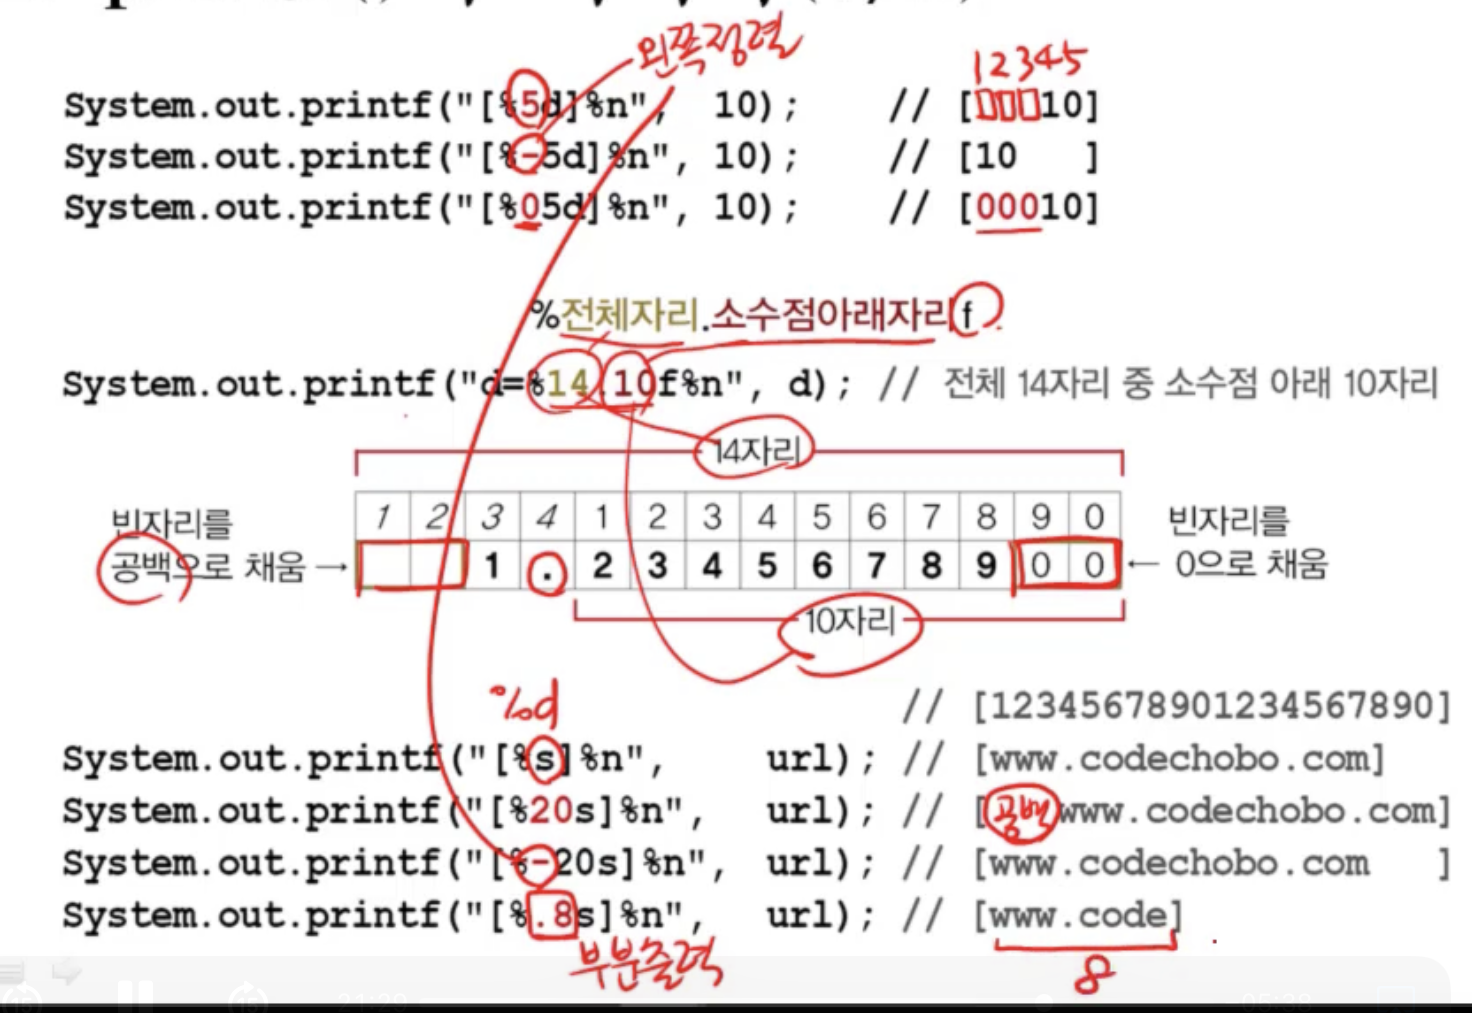 왼쪽정렬
12345
System.out.printf("[%5d]%n",  10);    // [   10]
System.out.printf("[%-5d]%n", 10);    // [10   ]
System.out.printf("[%05d]%n", 10);    // [00010]
%전체자리.소수점아래자리f
System.out.printf("d=%14.10f%n", d); // 전체 14자리 중 소수점 아래 10자리
14자리
1 2 3 4 1 2 3 4 5 6 7 8 9 0
빈자리를 공백으로 채움 → 1 . 2 3 4 5 6 7 8 9 0 0 ← 빈자리를 0으로 채움
10자리
%d
// [12345678901234567890]
System.out.printf("[%s]%n",    url); // [www.codechobo.com]
System.out.printf("[%20s]%n",  url); // [공백www.codechobo.com]
System.out.printf("[%-20s]%n", url); // [www.codechobo.com   ]
System.out.printf("[%.8s]%n",  url); // [www.code]
부분출력
8